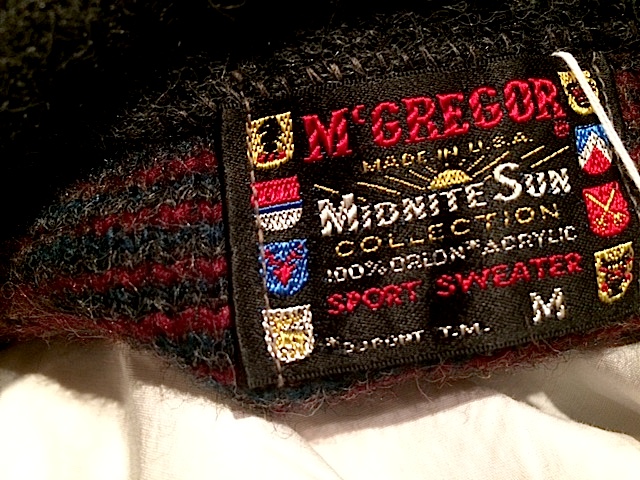 McGREGOR
MADE IN U.S.A
MIDNITE SUN
COLLECTION
100% ORLON* ACRYLIC
SPORT SWEATER
M
*DUPONT T.M.